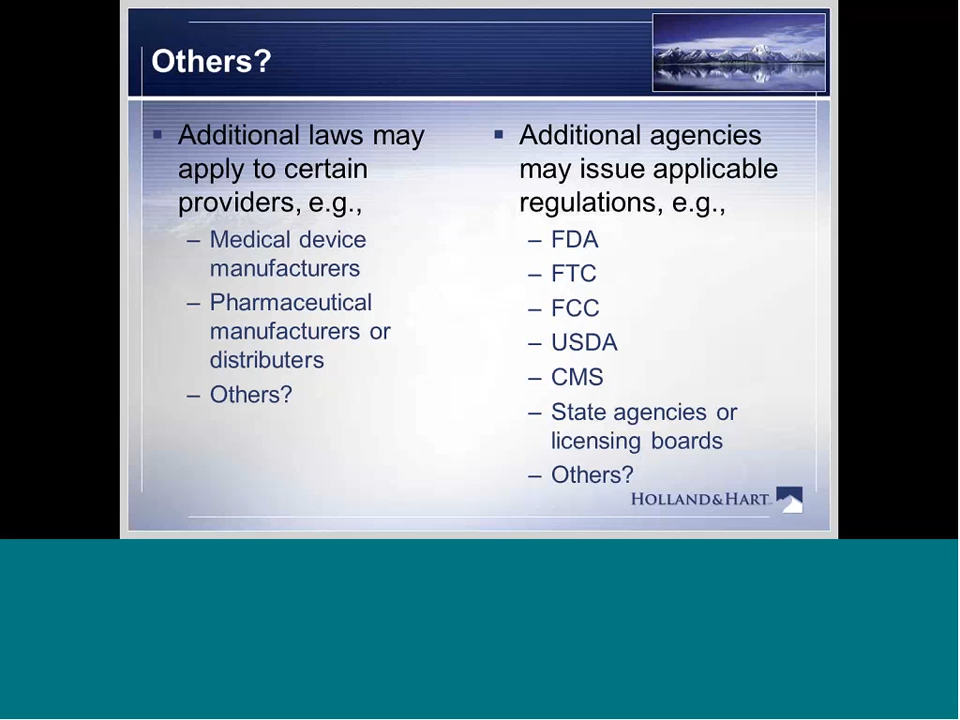 Others?
▪ Additional laws may
apply to certain
providers, e.g.,
– Medical device
manufacturers
– Pharmaceutical
manufacturers or
distributers
– Others?
▪ Additional agencies
may issue applicable
regulations, e.g.,
– FDA
– FTC
– FCC
– USDA
– CMS
– State agencies or
licensing boards
– Others?
HOLLAND&HART